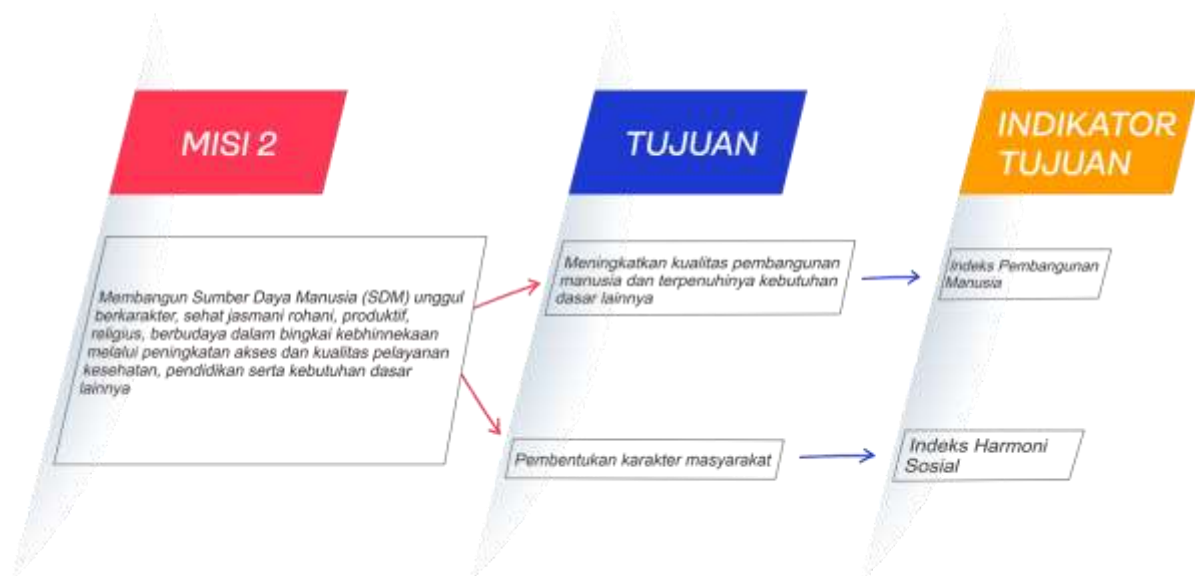 MISI 2
TUJUAN
INDIKATOR
TUJUAN
Membangun Sumber Daya Manusia (SDM) unggul
berkarakter, sehat jasmani rohani, produktif,
religius, berbudaya dalam bingkai kebhinnekaan
melalui peningkatan akses dan kualitas pelayanan
kesehatan, pendidikan serta kebutuhan dasar
lainnya
Meningkatkan kualitas pembangunan
manusia dan terpenuhinya kebutuhan
dasar lainnya
Indeks Pembangunan
Manusia
Pembentukan karakter masyarakat
Indeks Harmoni
Sosial